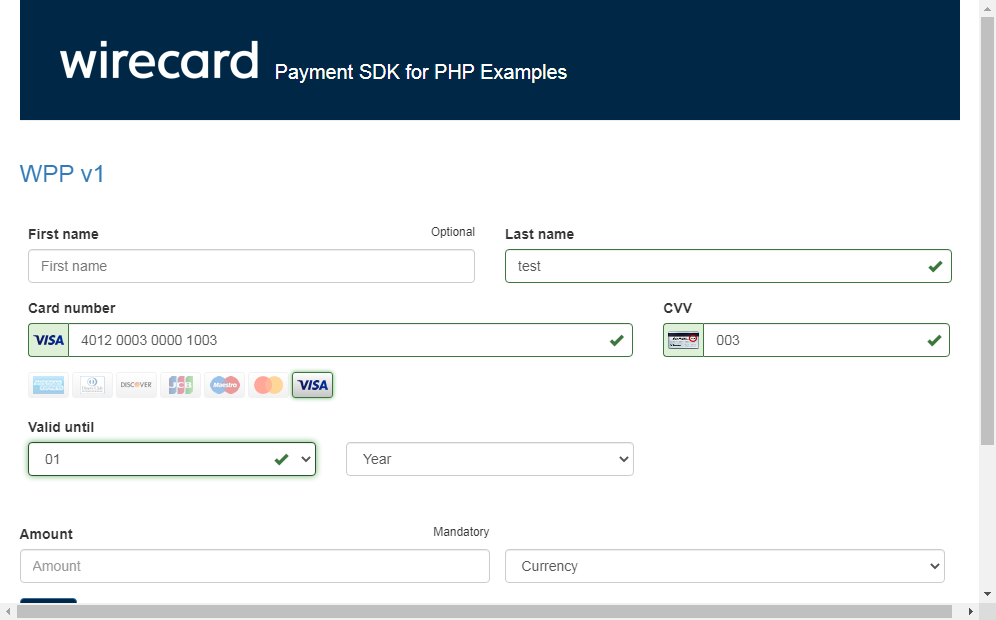 wirecard Payment SDK for PHP Examples
WPP v1
First name Optional Last name
First name test
Card number CVV
VISA 4012 0003 0000 1003 003
DISCOVER JCB Maestro VISA
Valid until
01 Year
Amount Mandatory
Amount Currency